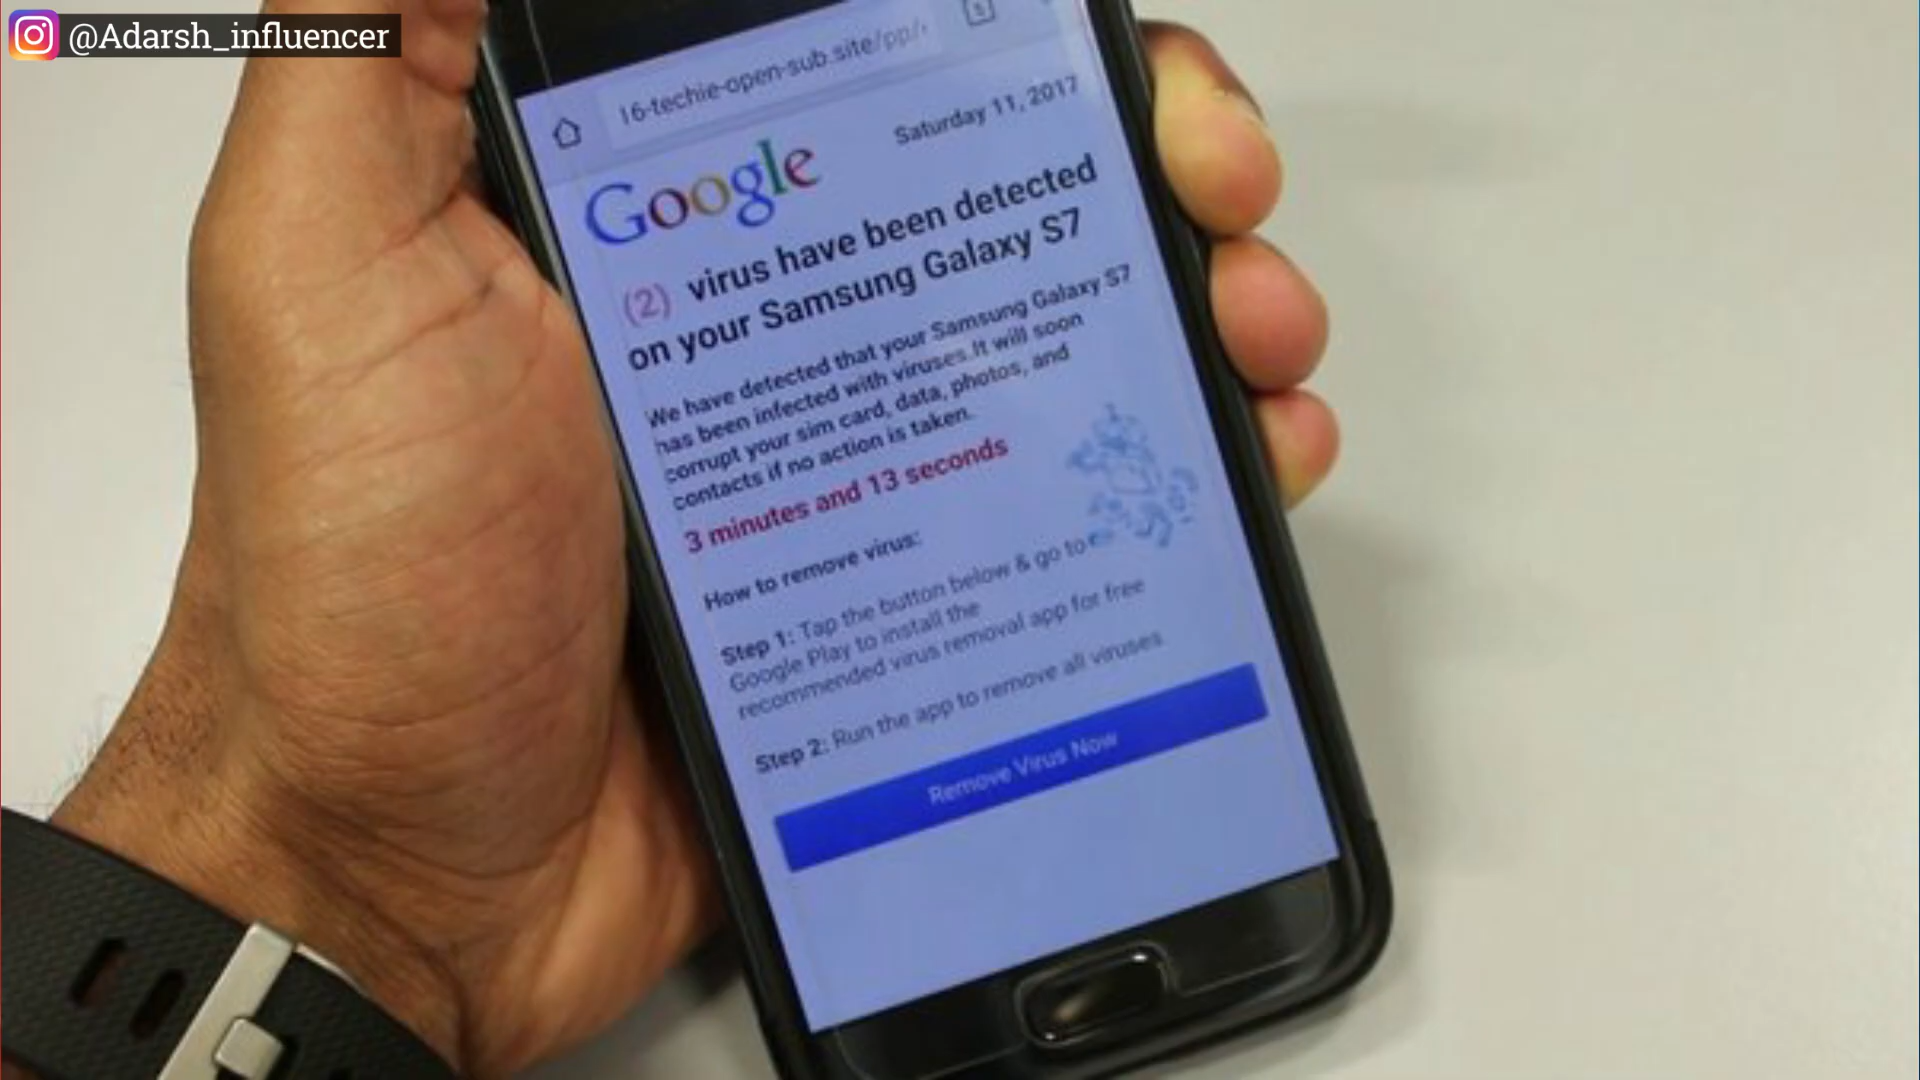 @Adarsh_influencer
16-techie-open-sub.site/pp/
Saturday 11, 2017
Google
(2) virus have been detected
on your Samsung Galaxy S7
We have detected that your Samsung Galaxy S7
has been infected with viruses.It will soon
corrupt your sim card, data, photos, and
contacts if no action is taken.
3 minutes and 13 seconds
How to remove virus:
Step 1: Tap the button below & go to
Google Play to install the
recommended virus removal app for free
Step 2: Run the app to remove all viruses
Remove Virus Now